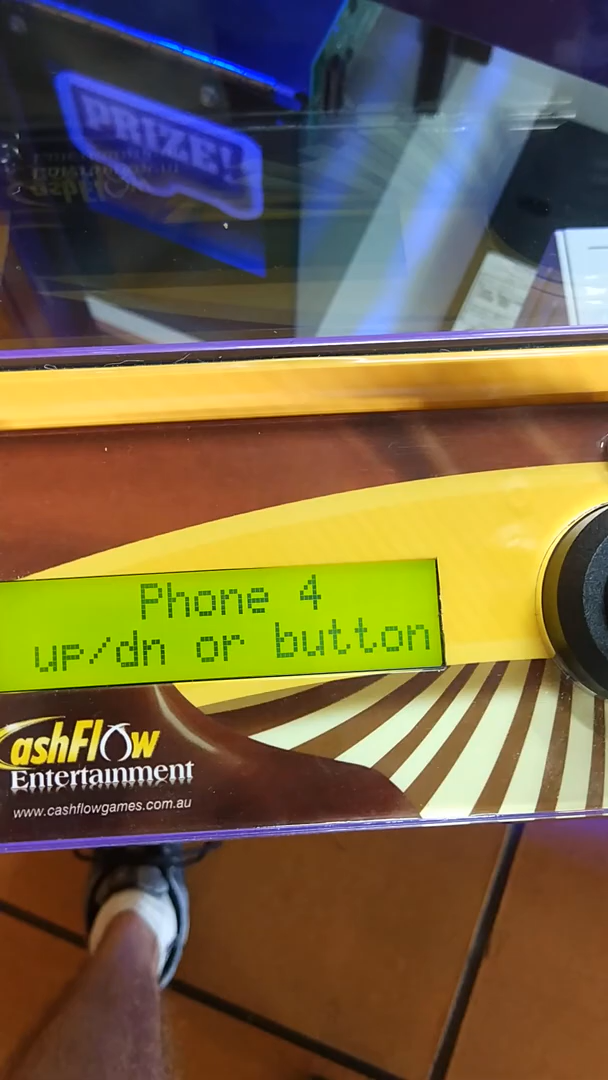 PRIZE!
Phone 4
up/dn or button
CashFlow
Entertainment
www.cashflowgames.com.au